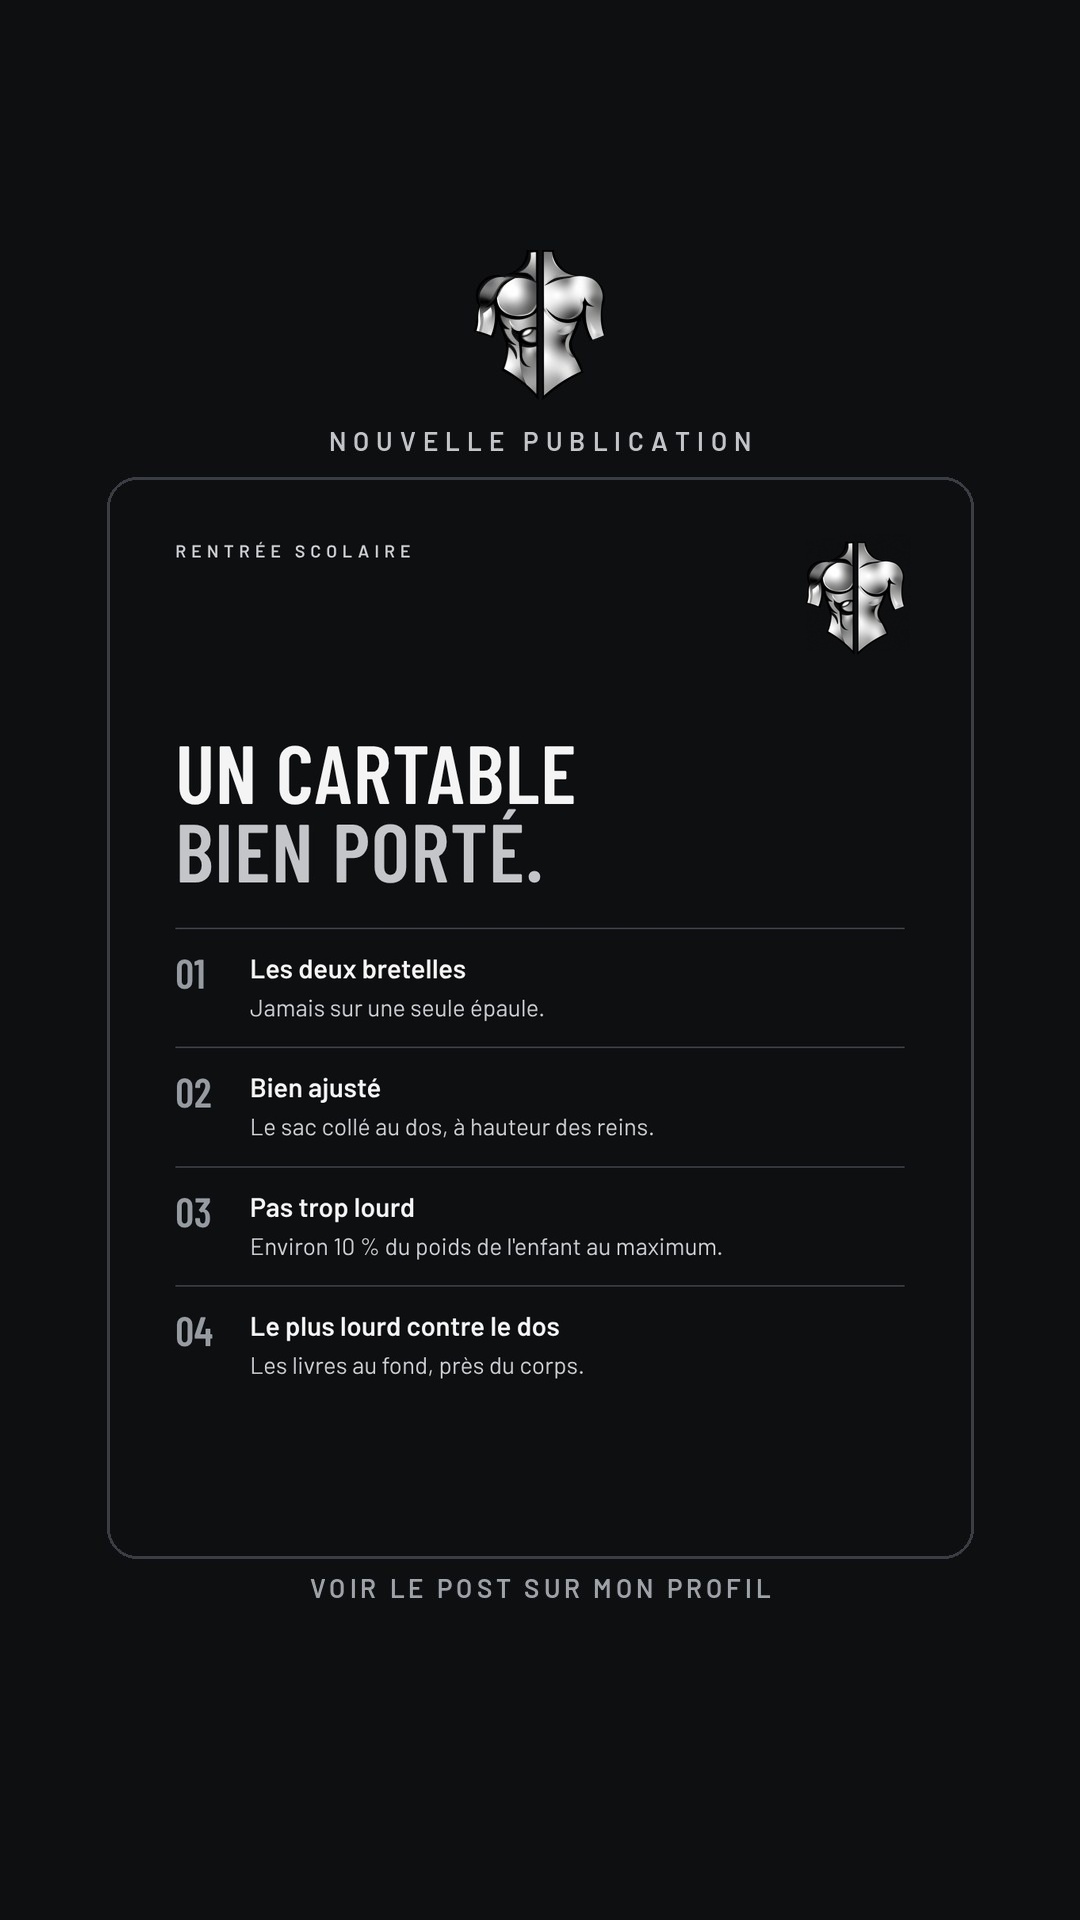 NOUVELLE PUBLICATION
RENTRÉE SCOLAIRE
UN CARTABLE
BIEN PORTÉ.
01
Les deux bretelles
Jamais sur une seule épaule.
02
Bien ajusté
Le sac collé au dos, à hauteur des reins.
03
Pas trop lourd
Environ 10 % du poids de l'enfant au maximum.
04
Le plus lourd contre le dos
Les livres au fond, près du corps.
VOIR LE POST SUR MON PROFIL